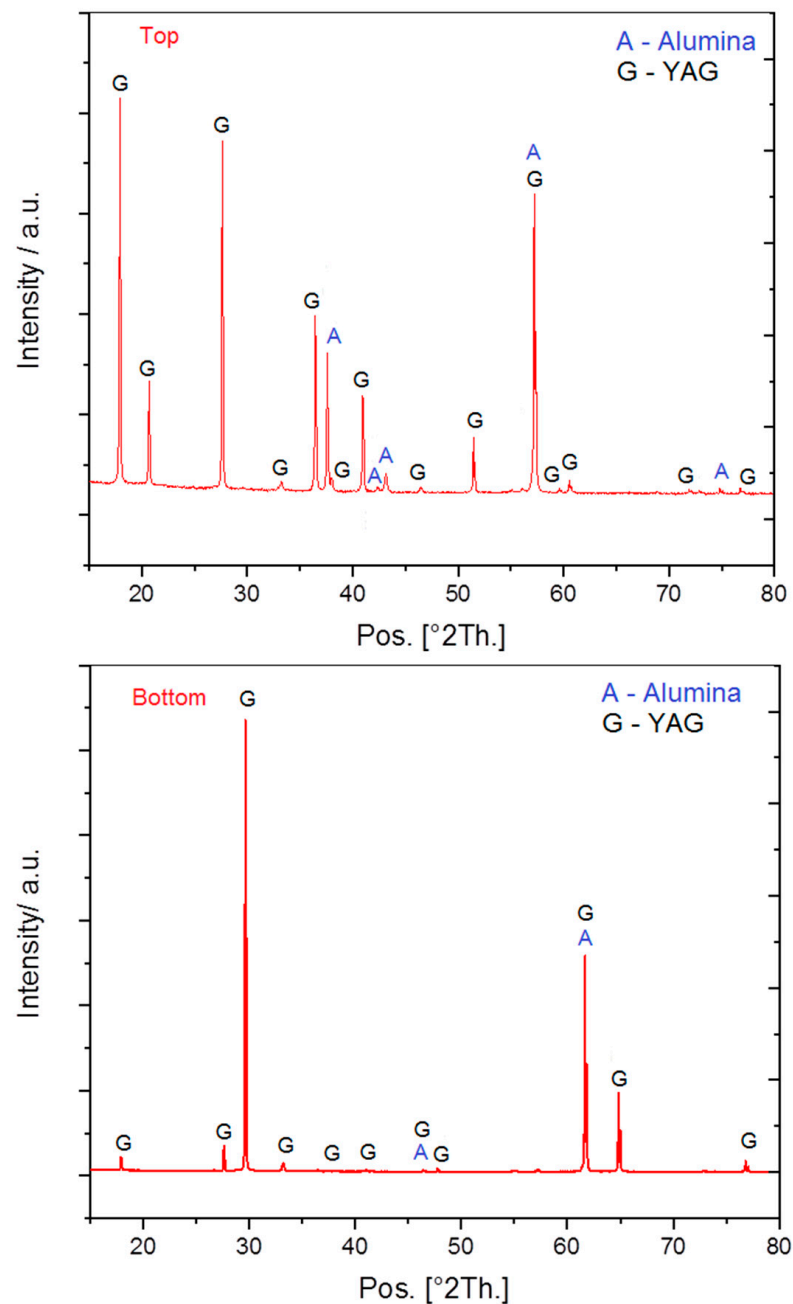 Top
A - Alumina
G - YAG
G
G
G
G
G
A
G
G
A
G
G
A
A
G
G
A
G
G
G
G
A
G
Intensity / a.u.
20 30 40 50 60 70 80
Pos. [°2Th.]
Bottom
A - Alumina
G - YAG
G
G
A
G
G
G
G
G
G
G
A
G
G
Intensity/ a.u.
20 30 40 50 60 70 80
Pos. [°2Th.]